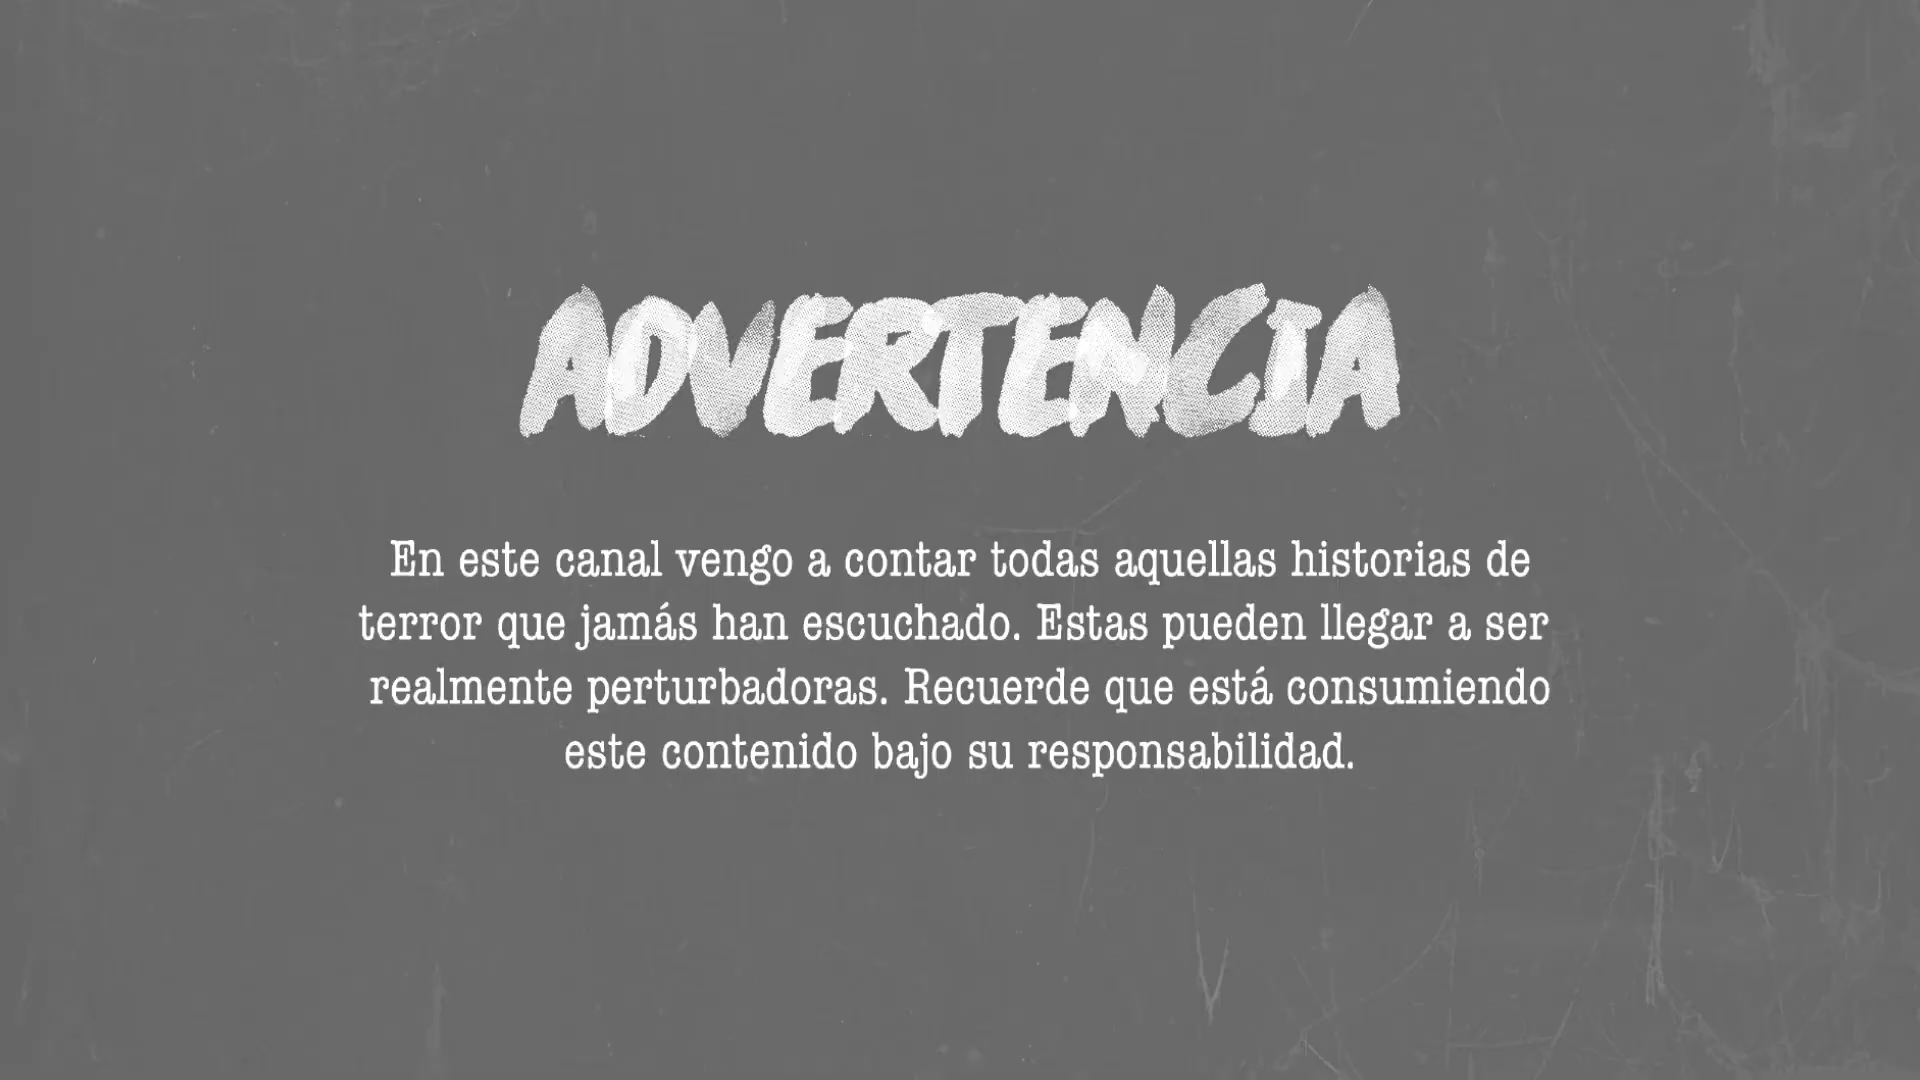 ADVERTENCIA
En este canal vengo a contar todas aquellas historias de
terror que jamás han escuchado. Estas pueden llegar a ser
realmente perturbadoras. Recuerde que está consumiendo
este contenido bajo su responsabilidad.